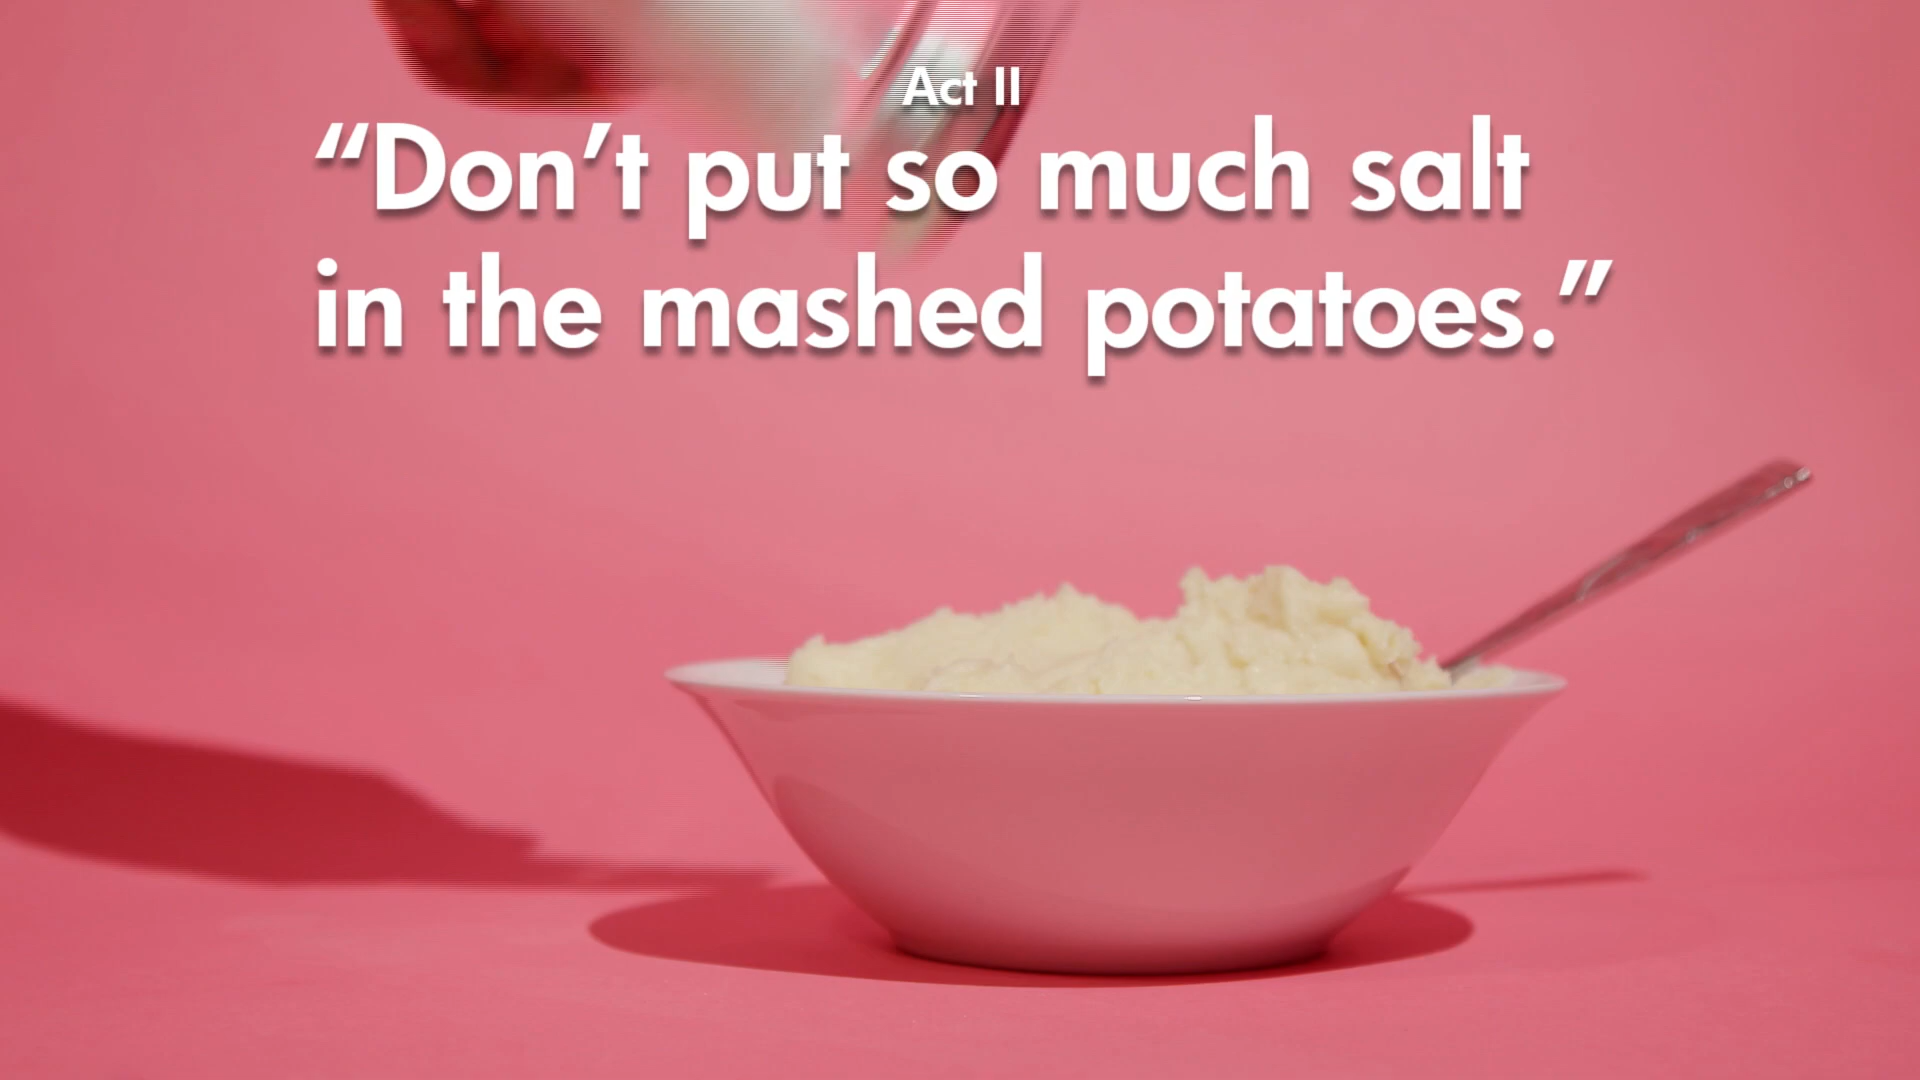 Act II
“Don’t put so much salt
in the mashed potatoes.”